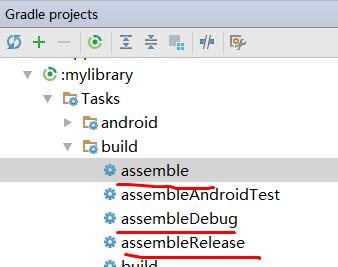 Gradle projects
:mylibrary
Tasks
android
build
assemble
assembleAndroidTest
assembleDebug
assembleRelease
build